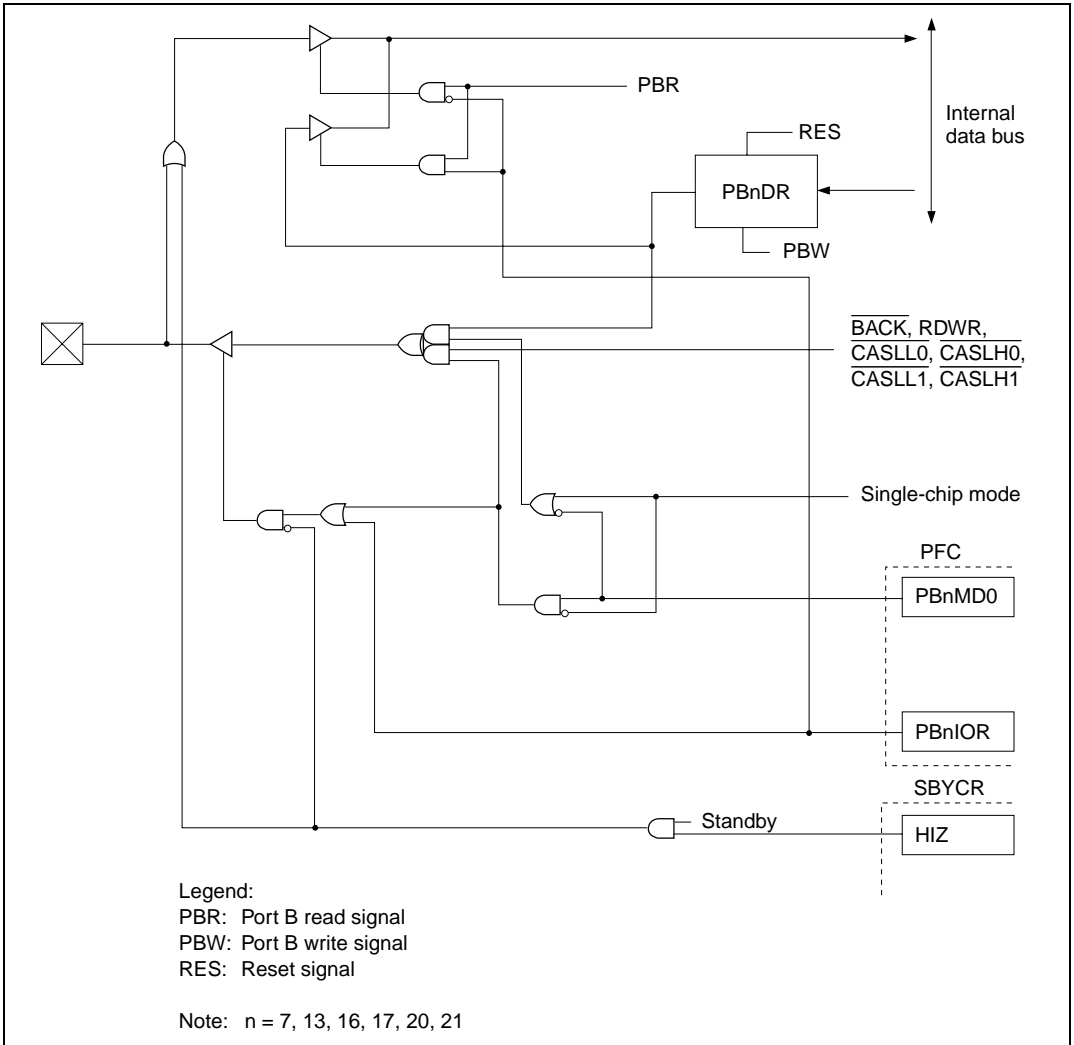 PBR
Internal
data bus
RES
PBnDR
PBW
BACK, RDWR,
CASLL0, CASLH0,
CASLL1, CASLH1
Single-chip mode
PFC
PBnMD0
PBnIOR
SBYCR
Standby
HIZ
Legend:
PBR: Port B read signal
PBW: Port B write signal
RES: Reset signal
Note: n = 7, 13, 16, 17, 20, 21